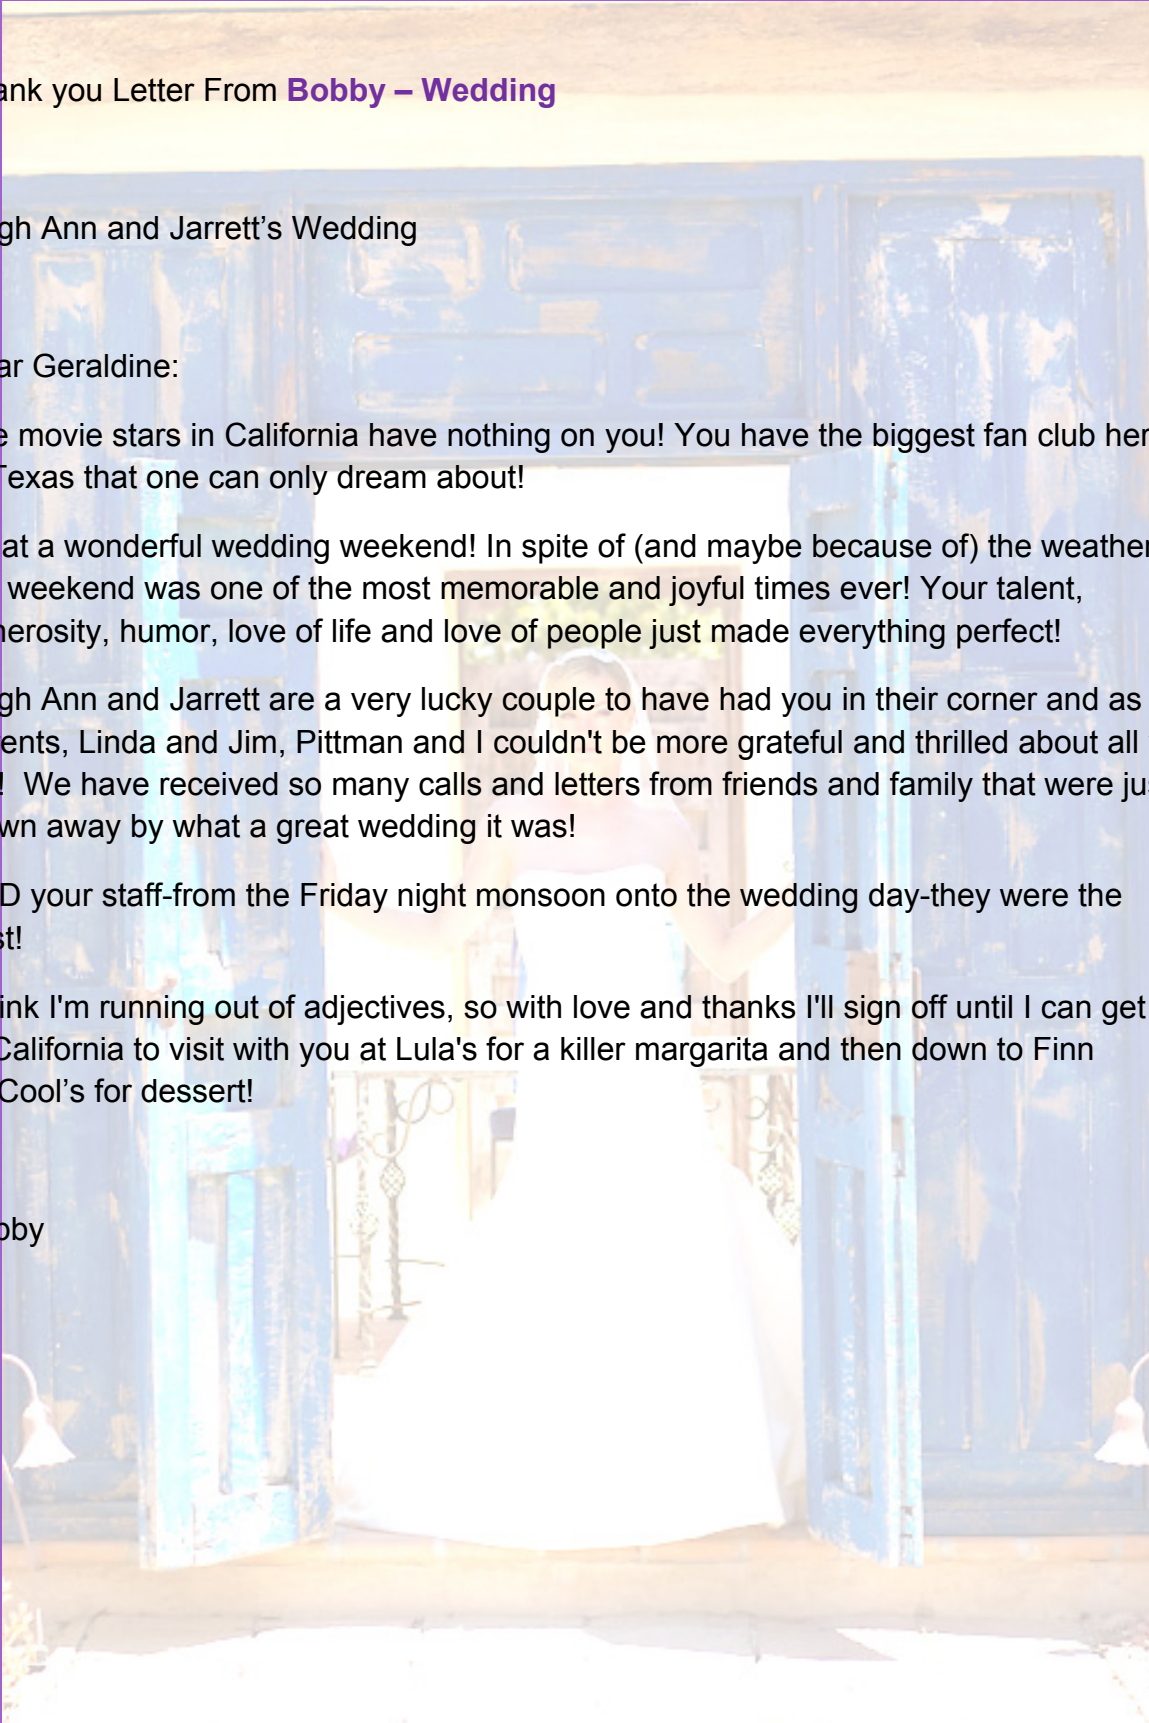 ank you Letter From Bobby – Wedding
gh Ann and Jarrett’s Wedding
ar Geraldine:
e movie stars in California have nothing on you! You have the biggest fan club her
Texas that one can only dream about!
at a wonderful wedding weekend! In spite of (and maybe because of) the weather
weekend was one of the most memorable and joyful times ever! Your talent,
nerosity, humor, love of life and love of people just made everything perfect!
gh Ann and Jarrett are a very lucky couple to have had you in their corner and as
ents, Linda and Jim, Pittman and I couldn't be more grateful and thrilled about all
! We have received so many calls and letters from friends and family that were ju
wn away by what a great wedding it was!
D your staff-from the Friday night monsoon onto the wedding day-they were the
st!
ink I'm running out of adjectives, so with love and thanks I'll sign off until I can get
California to visit with you at Lula's for a killer margarita and then down to Finn
Cool’s for dessert!
bby